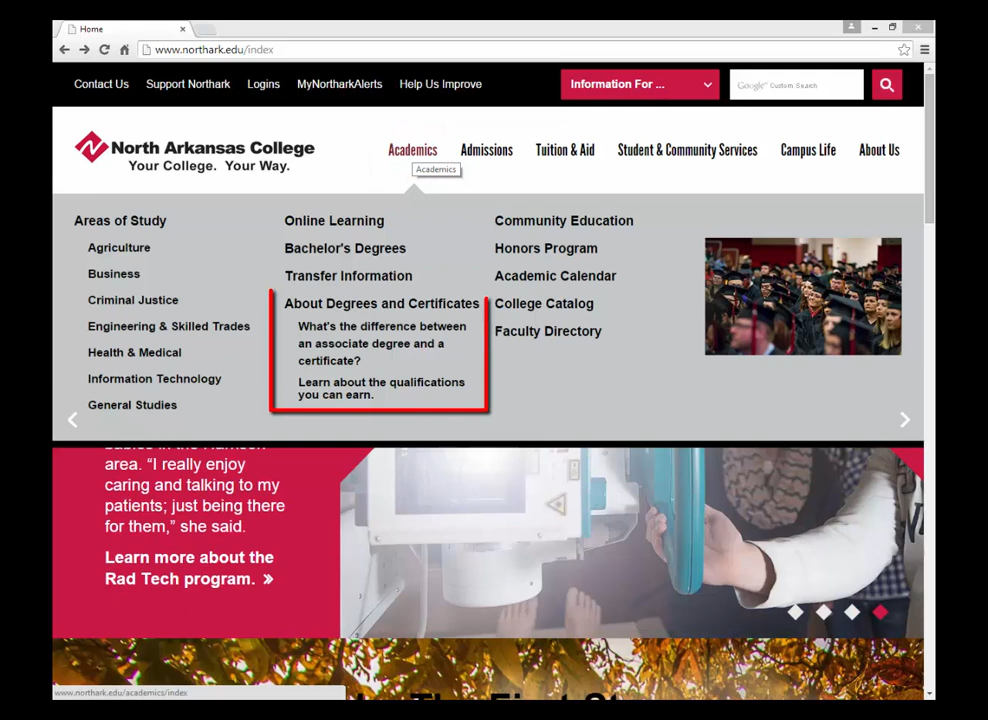 Home
www.northark.edu/index
Contact Us Support Northark Logins MyNortharkAlerts Help Us Improve
Information For ...
Google™ Custom Search
North Arkansas College
Your College. Your Way.
Academics Admissions Tuition & Aid Student & Community Services Campus Life About Us
Academics
Areas of Study
Agriculture
Business
Criminal Justice
Engineering & Skilled Trades
Health & Medical
Information Technology
General Studies
Online Learning
Bachelor's Degrees
Transfer Information
About Degrees and Certificates
What's the difference between
an associate degree and a
certificate?
Learn about the qualifications
you can earn.
Community Education
Honors Program
Academic Calendar
College Catalog
Faculty Directory
area. “I really enjoy
caring and talking to my
patients; just being there
for them,” she said.
Learn more about the
Rad Tech program. »
The First
www.northark.edu/academics/index